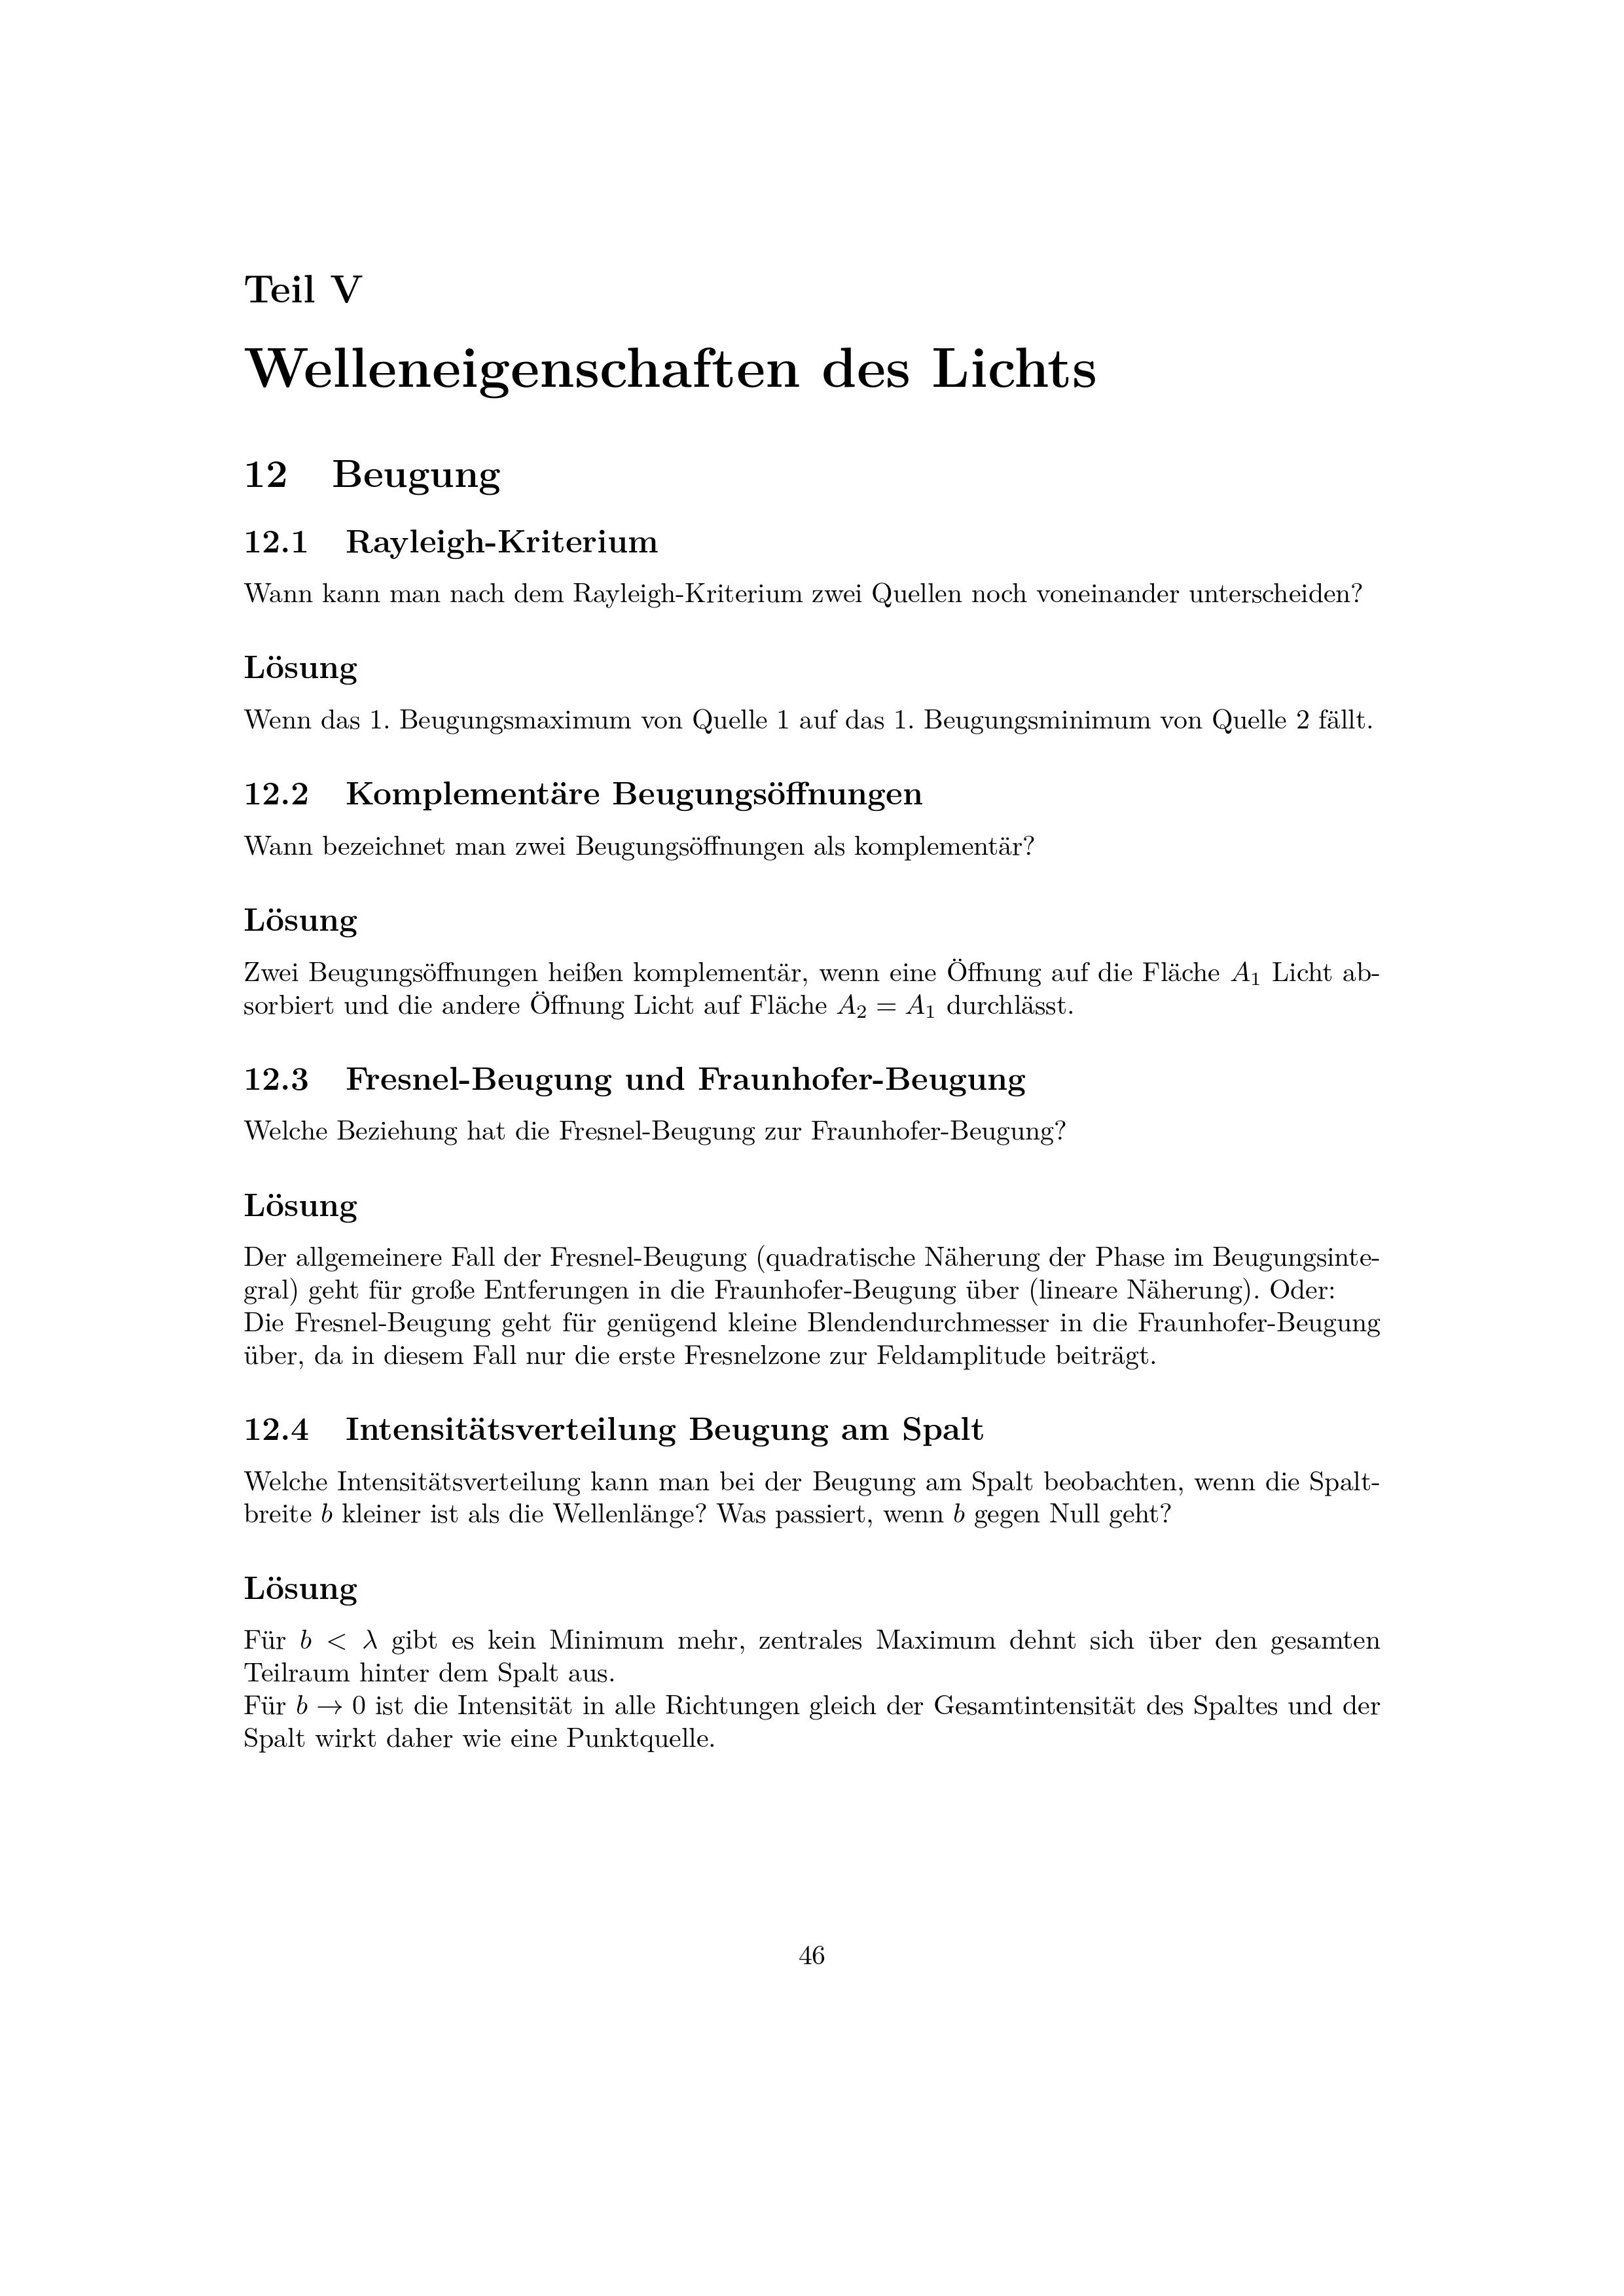 Teil V
Welleneigenschaften des Lichts
12 Beugung
12.1 Rayleigh-Kriterium
Wann kann man nach dem Rayleigh-Kriterium zwei Quellen noch voneinander unterscheiden?
Lösung
Wenn das 1. Beugungsmaximum von Quelle 1 auf das 1. Beugungsminimum von Quelle 2 fällt.
12.2 Komplementäre Beugungsöffnungen
Wann bezeichnet man zwei Beugungsöffnungen als komplementär?
Lösung
Zwei Beugungsöffnungen heißen komplementär, wenn eine Öffnung auf die Fläche A₁ Licht ab-
sorbiert und die andere Öffnung Licht auf Fläche A₂ = A₁ durchlässt.
12.3 Fresnel-Beugung und Fraunhofer-Beugung
Welche Beziehung hat die Fresnel-Beugung zur Fraunhofer-Beugung?
Lösung
Der allgemeinere Fall der Fresnel-Beugung (quadratische Näherung der Phase im Beugungsinte-
gral) geht für große Entferungen in die Fraunhofer-Beugung über (lineare Näherung). Oder:
Die Fresnel-Beugung geht für genügend kleine Blendendurchmesser in die Fraunhofer-Beugung
über, da in diesem Fall nur die erste Fresnelzone zur Feldamplitude beiträgt.
12.4 Intensitätsverteilung Beugung am Spalt
Welche Intensitätsverteilung kann man bei der Beugung am Spalt beobachten, wenn die Spalt-
breite b kleiner ist als die Wellenlänge? Was passiert, wenn b gegen Null geht?
Lösung
Für b < λ gibt es kein Minimum mehr, zentrales Maximum dehnt sich über den gesamten
Teilraum hinter dem Spalt aus.
Für b → 0 ist die Intensität in alle Richtungen gleich der Gesamtintensität des Spaltes und der
Spalt wirkt daher wie eine Punktquelle.
46